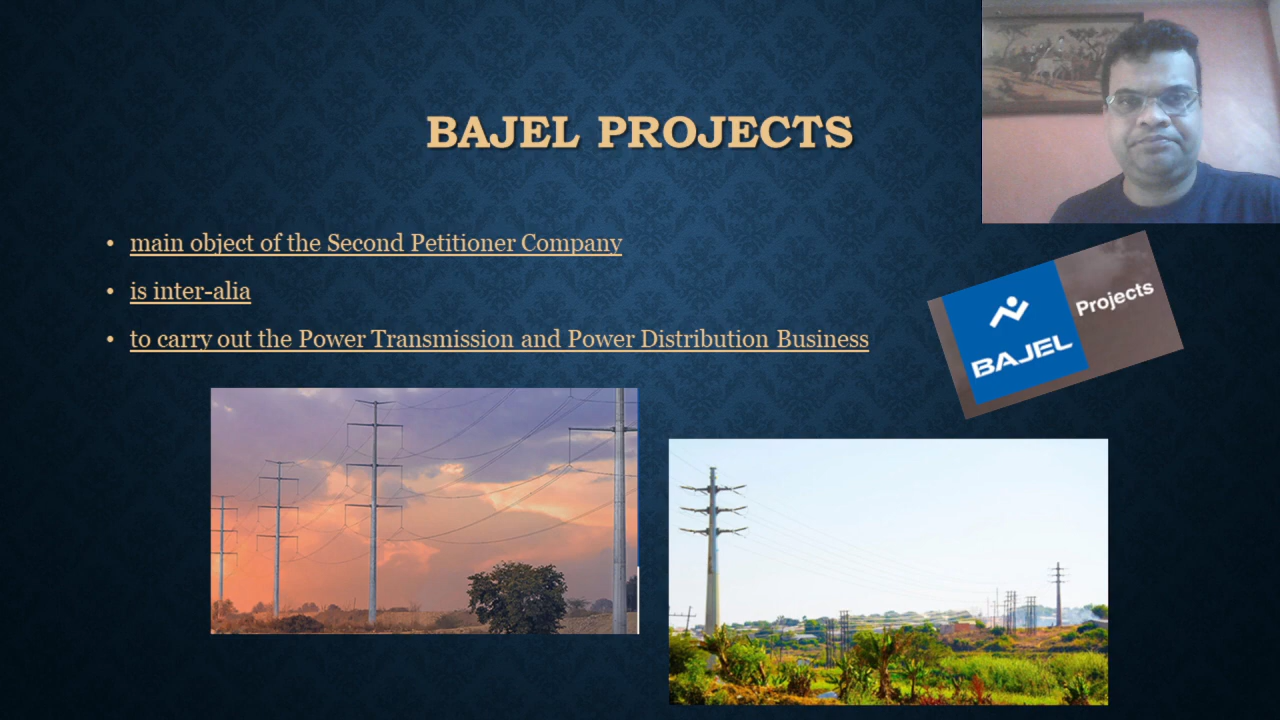 BAJEL PROJECTS
• main object of the Second Petitioner Company
• is inter-alia
• to carry out the Power Transmission and Power Distribution Business
BAJEL Projects